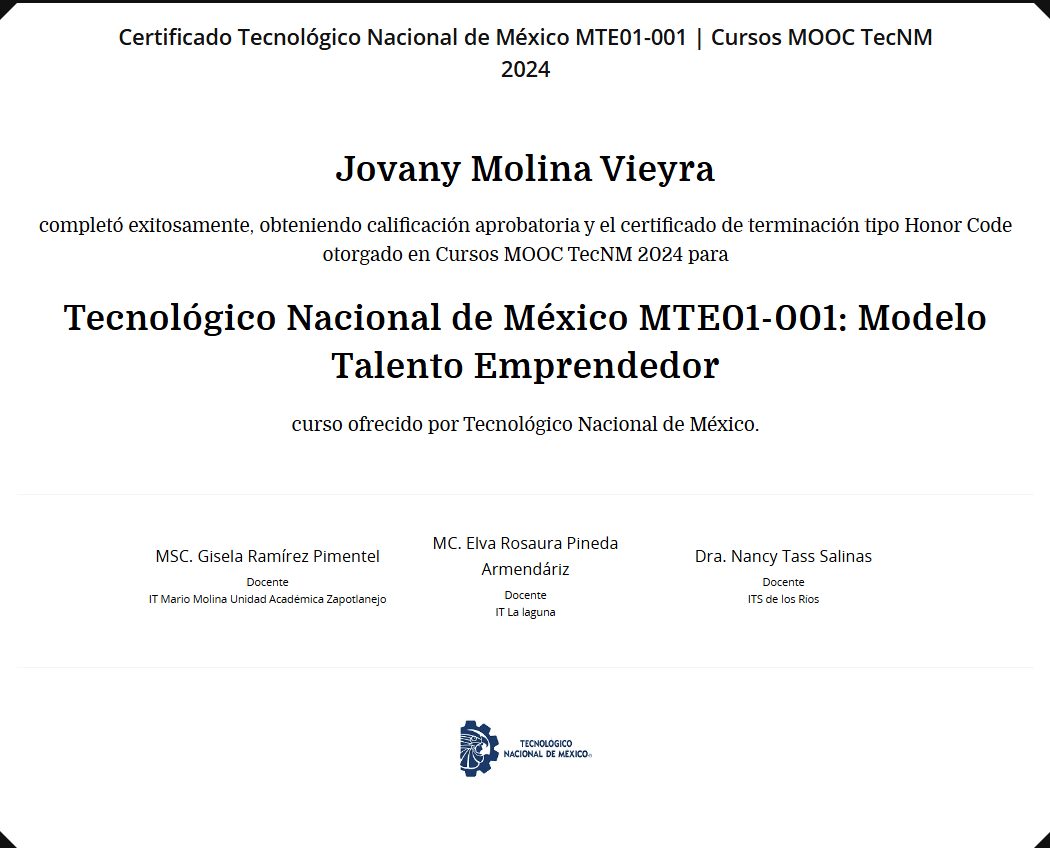 Certificado Tecnológico Nacional de México MTE01-001 | Cursos MOOC TecNM
2024
Jovany Molina Vieyra
completó exitosamente, obteniendo calificación aprobatoria y el certificado de terminación tipo Honor Code
otorgado en Cursos MOOC TecNM 2024 para
Tecnológico Nacional de México MTE01-001: Modelo
Talento Emprendedor
curso ofrecido por Tecnológico Nacional de México.
MSC. Gisela Ramírez Pimentel
Docente
IT Mario Molina Unidad Académica Zapotlanejo
MC. Elva Rosaura Pineda
Armendáriz
Docente
IT La laguna
Dra. Nancy Tass Salinas
Docente
ITS de los Ríos
TECNOLOGICO
NACIONAL DE MEXICO